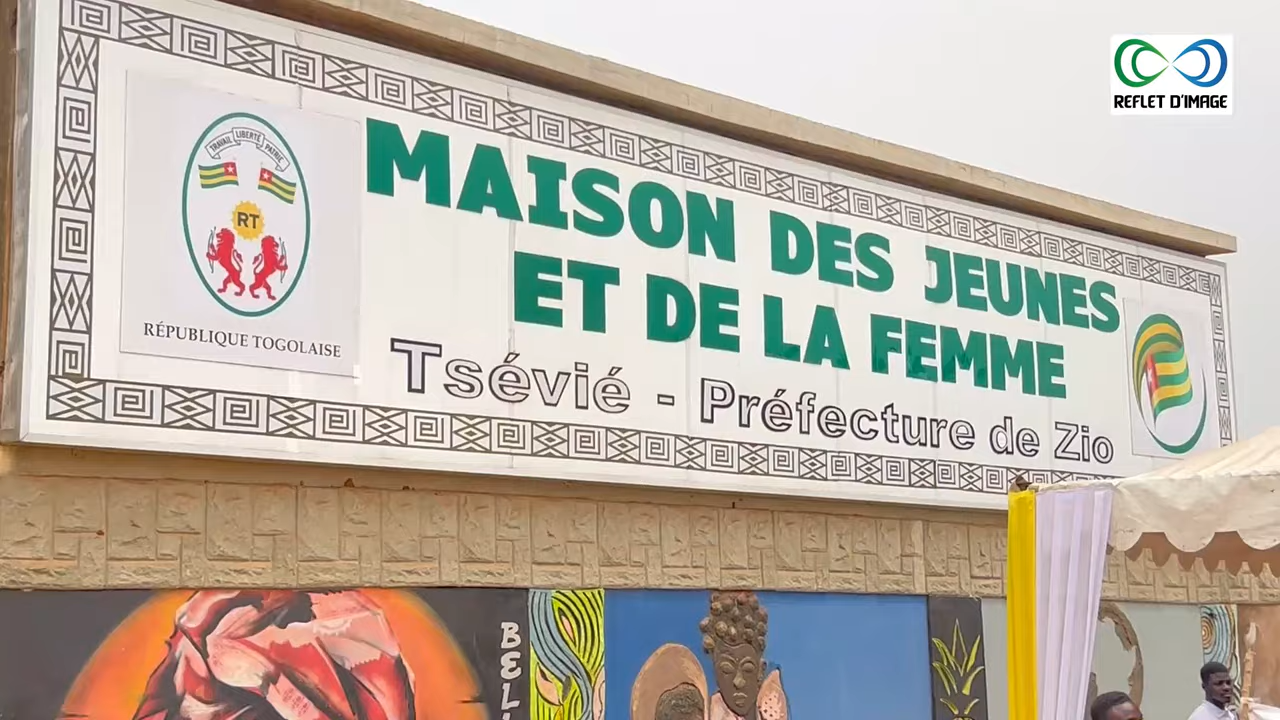 REFLET D'IMAGE
TRAVAIL LIBERTÉ PATRIE
RT
RÉPUBLIQUE TOGOLAISE
MAISON DES JEUNES
ET DE LA FEMME
Tsévié - Préfecture de Zio